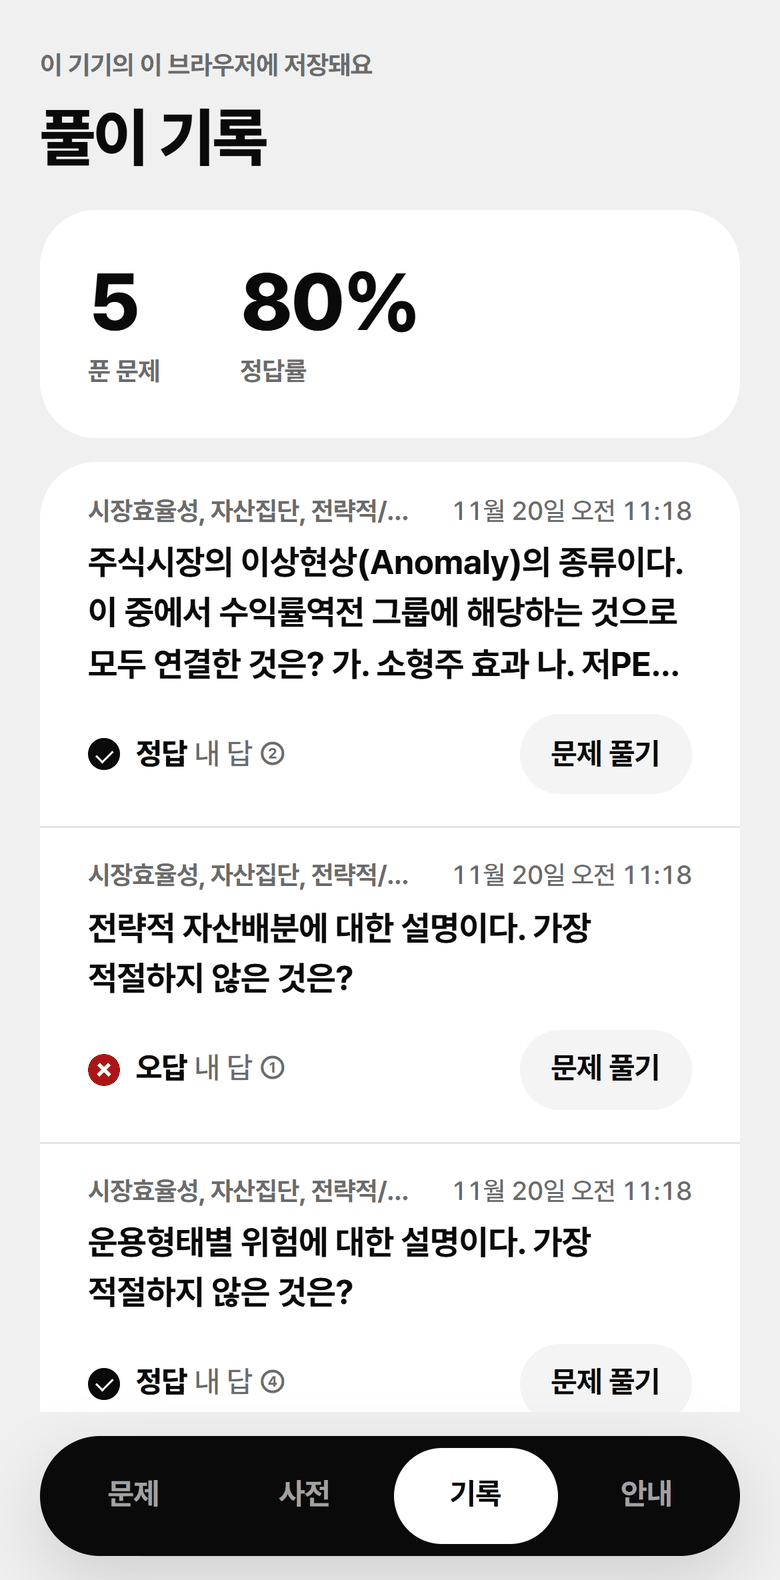 이 기기의 이 브라우저에 저장돼요
풀이 기록
5 80%
푼 문제 정답률
시장효율성, 자산집단, 전략적/... 11월 20일 오전 11:18
주식시장의 이상현상(Anomaly)의 종류이다.
이 중에서 수익률역전 그룹에 해당하는 것으로
모두 연결한 것은? 가. 소형주 효과 나. 저PE...
정답 내 답 ② 문제 풀기
시장효율성, 자산집단, 전략적/... 11월 20일 오전 11:18
전략적 자산배분에 대한 설명이다. 가장
적절하지 않은 것은?
오답 내 답 ① 문제 풀기
시장효율성, 자산집단, 전략적/... 11월 20일 오전 11:18
운용형태별 위험에 대한 설명이다. 가장
적절하지 않은 것은?
정답 내 답 ④ 문제 풀기
문제 사전 기록 안내